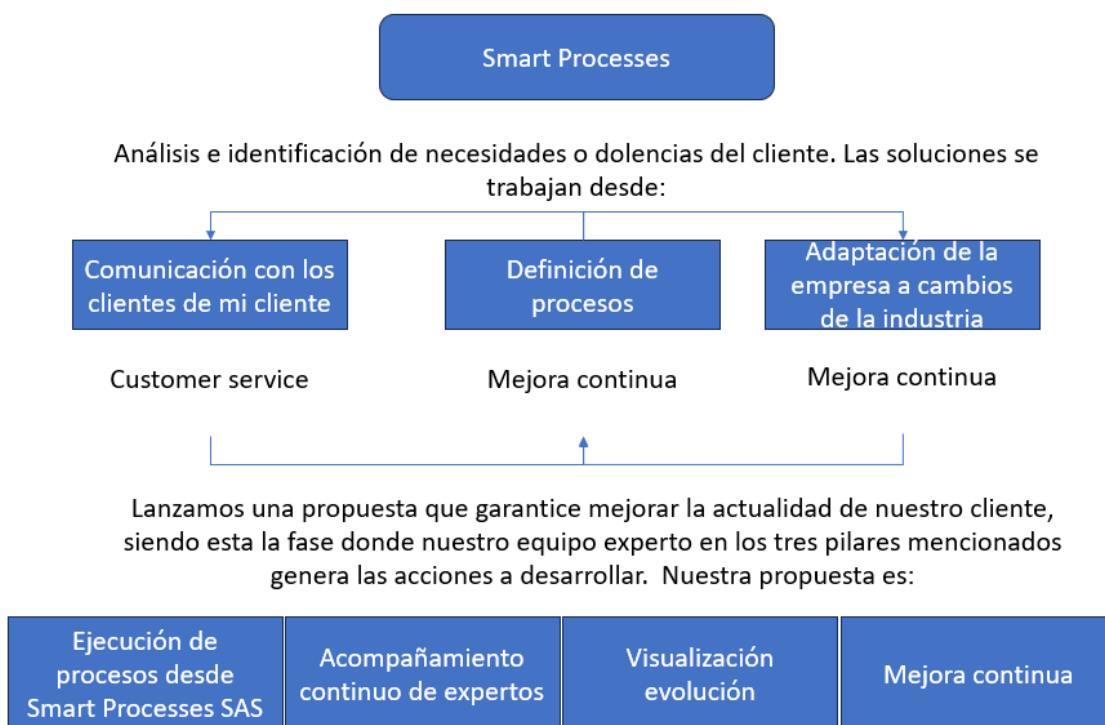 Smart Processes
Análisis e identificación de necesidades o dolencias del cliente. Las soluciones se
trabajan desde:
Comunicación con los
clientes de mi cliente
Definición de
procesos
Adaptación de la
empresa a cambios
de la industria
Customer service
Mejora continua
Mejora continua
Lanzamos una propuesta que garantice mejorar la actualidad de nuestro cliente,
siendo esta la fase donde nuestro equipo experto en los tres pilares mencionados
genera las acciones a desarrollar.  Nuestra propuesta es:
Ejecución de
procesos desde
Smart Processes SAS
Acompañamiento
continuo de expertos
Visualización
evolución
Mejora continua